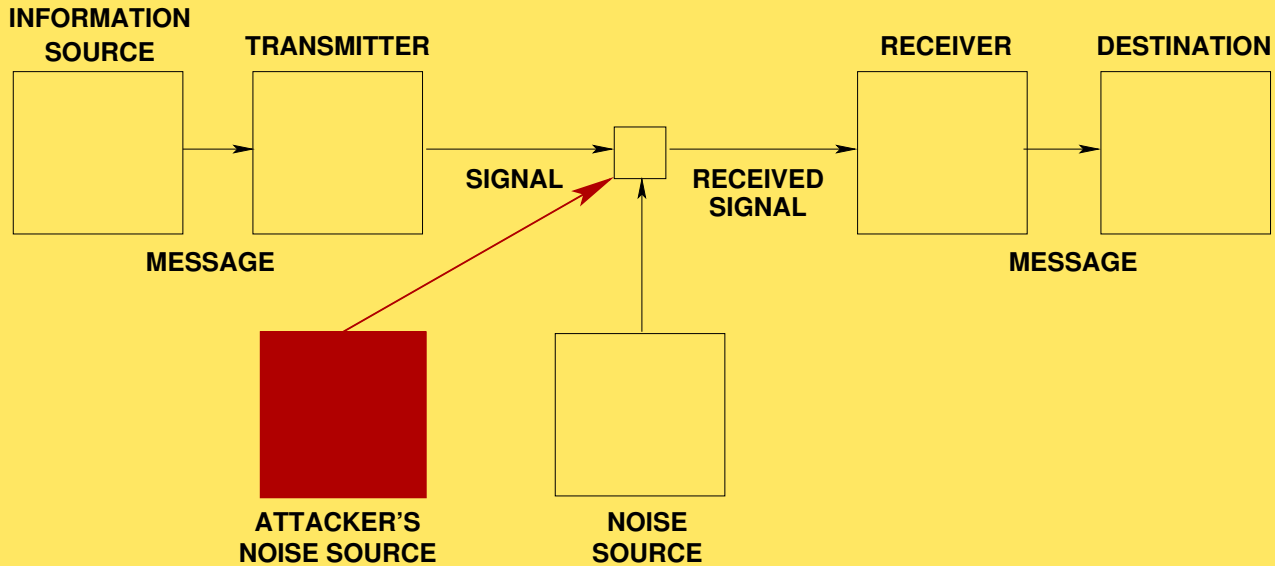 INFORMATION
SOURCE
TRANSMITTER
RECEIVER
DESTINATION
SIGNAL
RECEIVED
SIGNAL
MESSAGE
MESSAGE
ATTACKER'S
NOISE SOURCE
NOISE
SOURCE